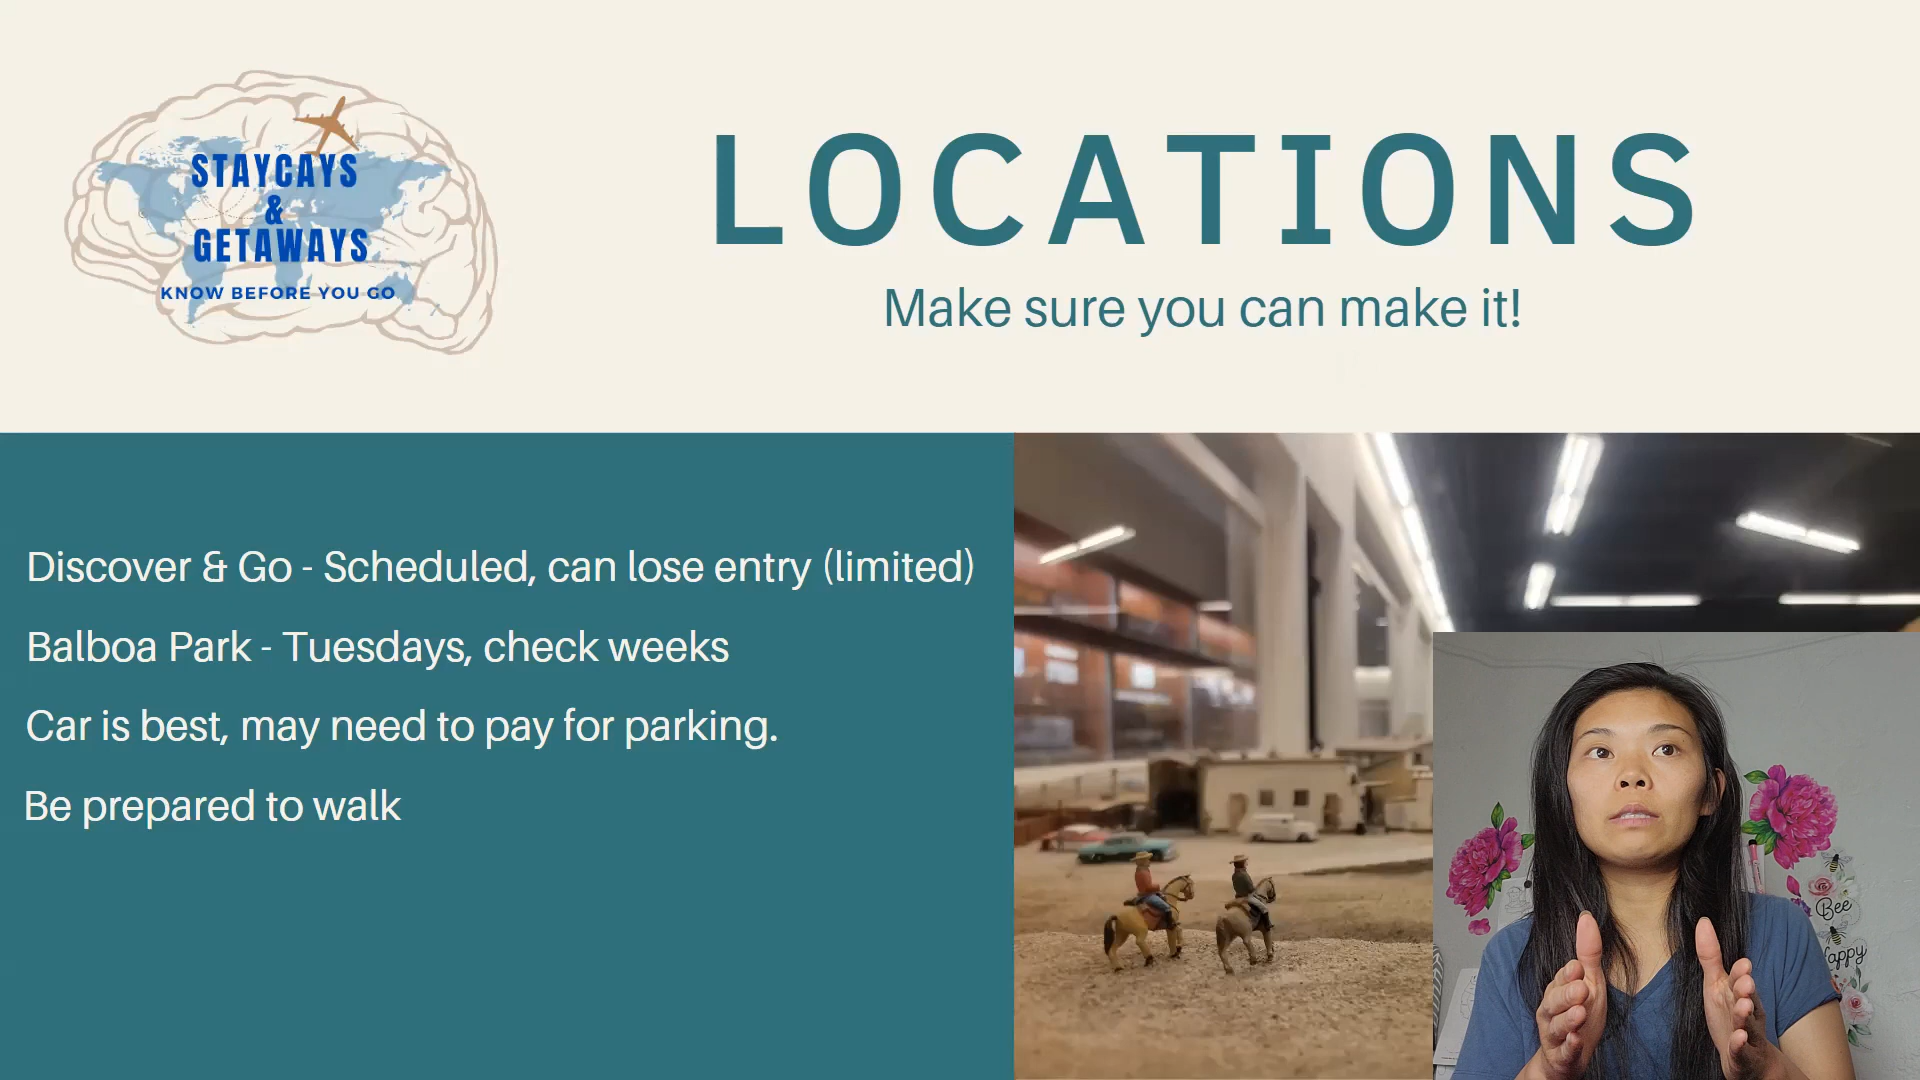 STAYCAYS
&
GETAWAYS
KNOW BEFORE YOU GO
LOCATIONS
Make sure you can make it!
Discover & Go - Scheduled, can lose entry (limited)
Balboa Park - Tuesdays, check weeks
Car is best, may need to pay for parking.
Be prepared to walk
Bee
Happy